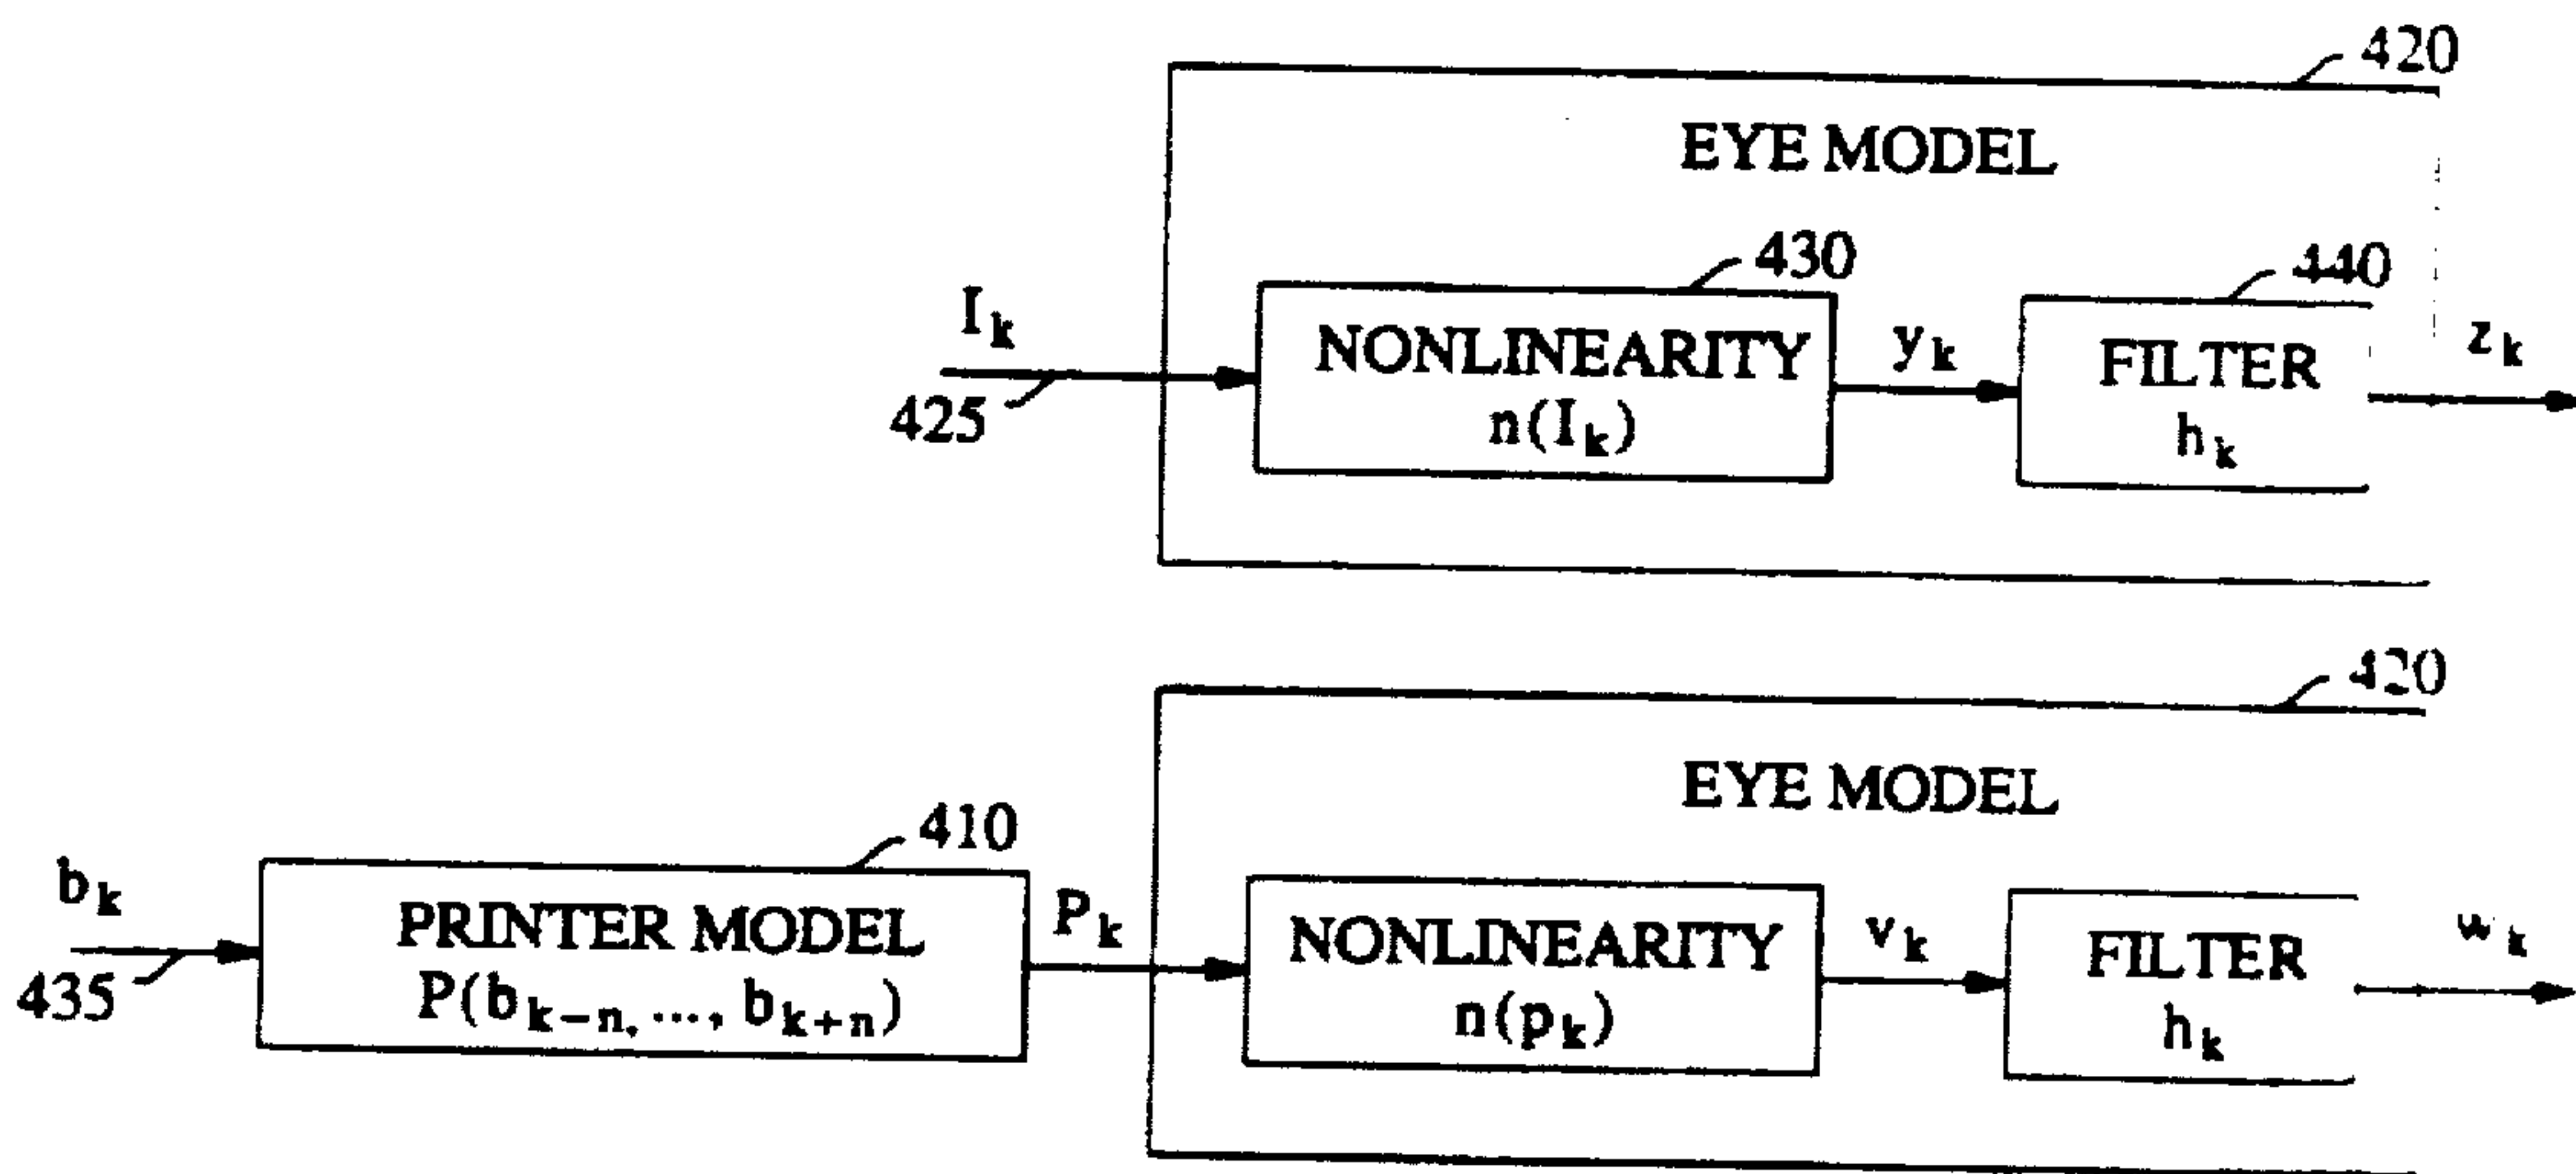 420
EYE MODEL
430
440
I_k
NONLINEARITY
n(I_k)
y_k
FILTER
h_k
z_k
425
420
EYE MODEL
410
b_k
PRINTER MODEL
P(b_{k-n}, ..., b_{k+n})
P_k
NONLINEARITY
n(p_k)
v_k
FILTER
h_k
w_k
435